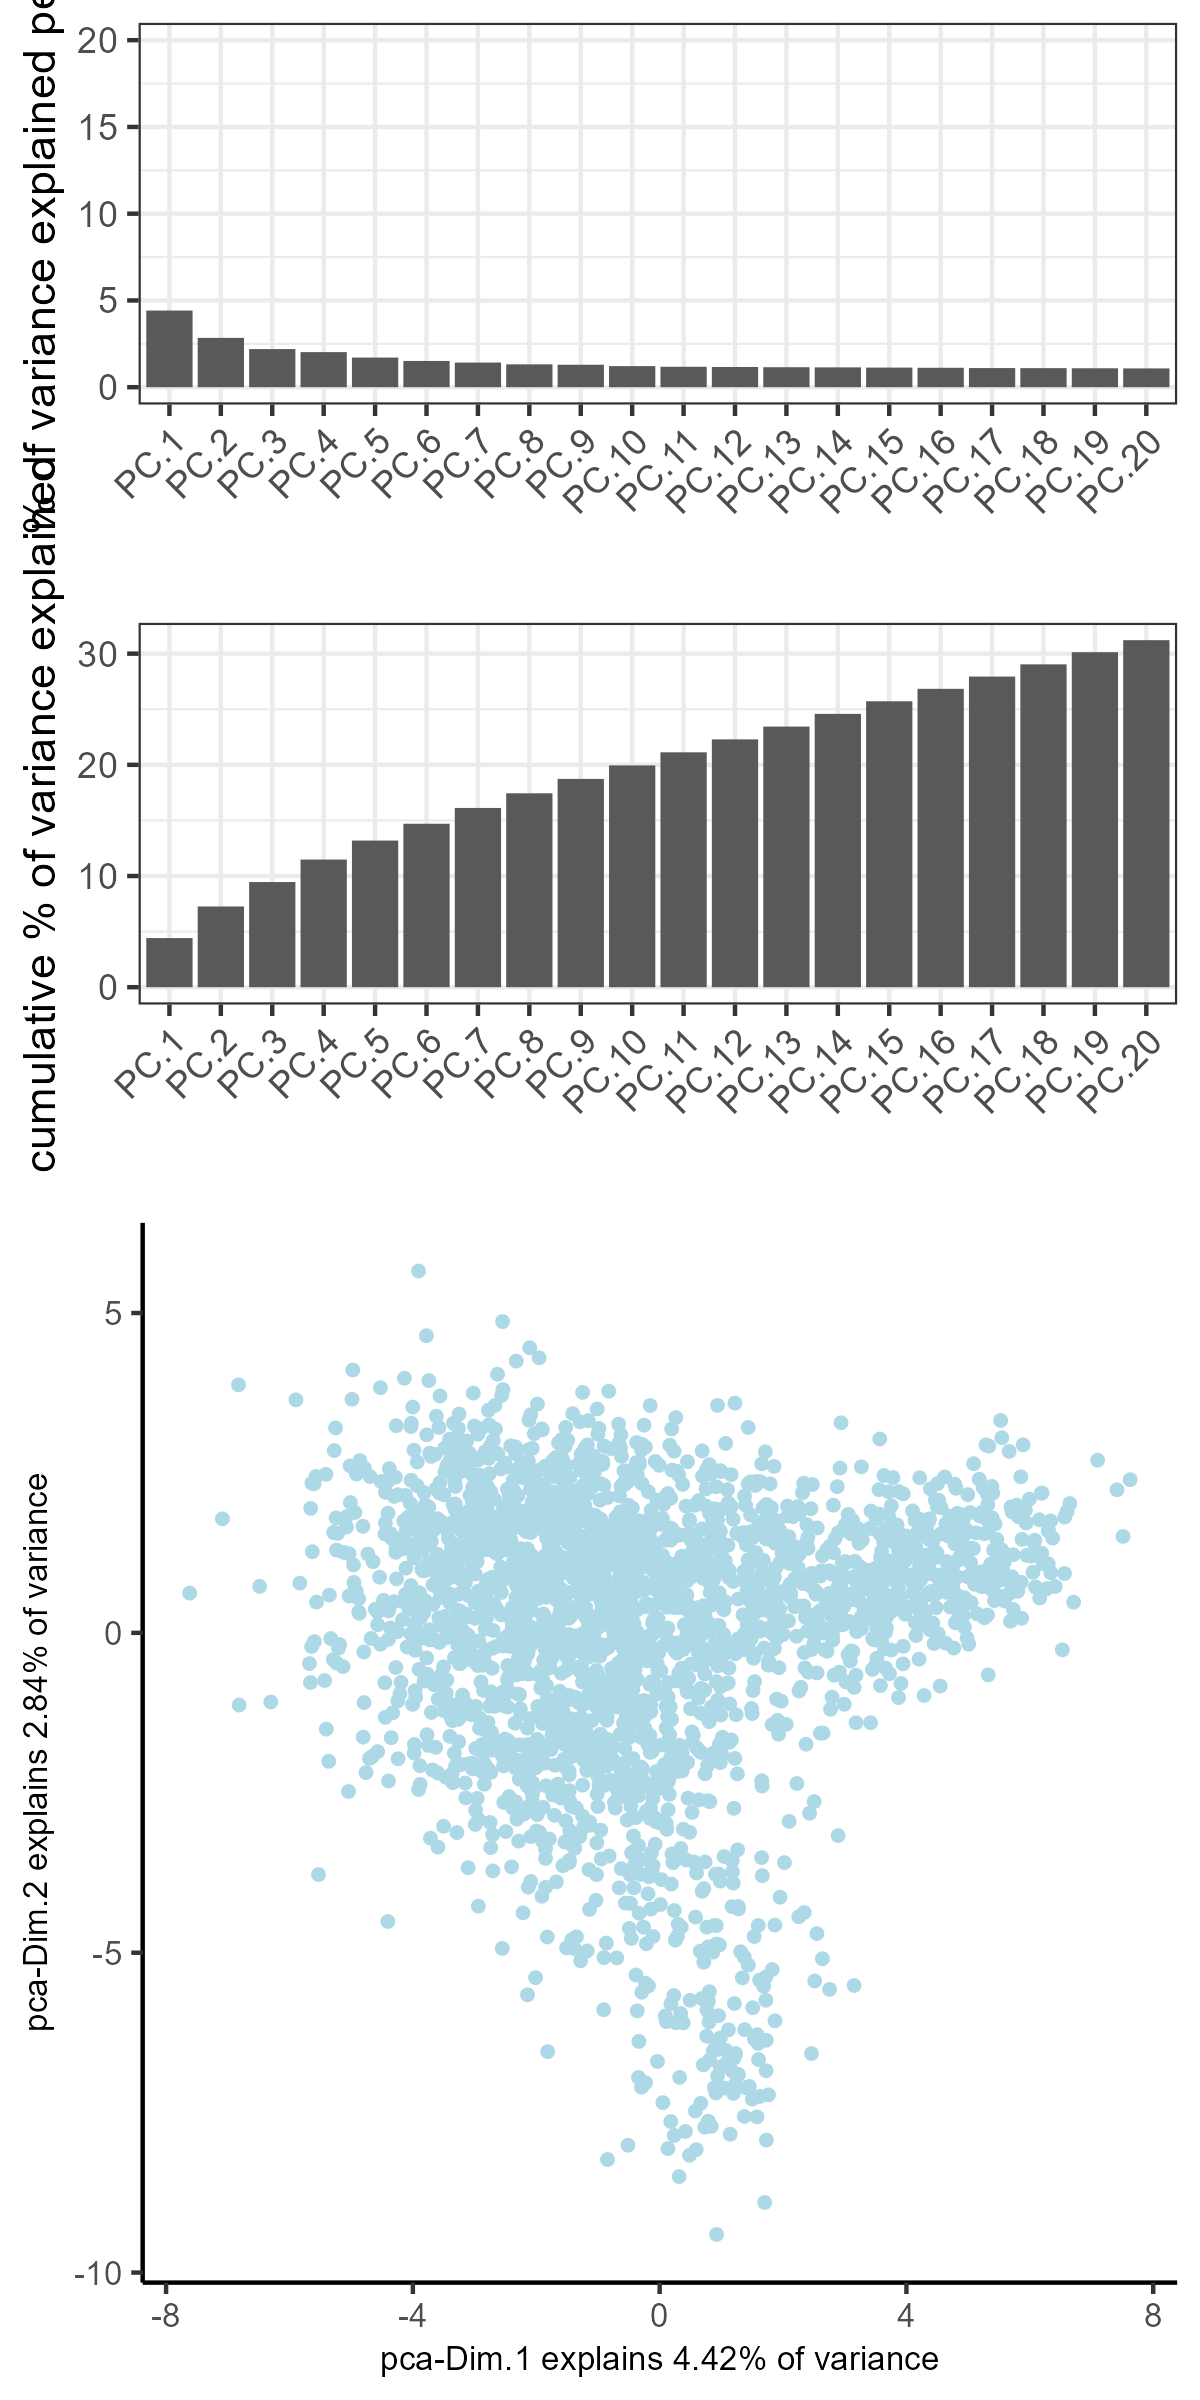 % of variance explained pe
20
15
10
5
0
PC.1
PC.2
PC.3
PC.4
PC.5
PC.6
PC.7
PC.8
PC.9
PC.10
PC.11
PC.12
PC.13
PC.14
PC.15
PC.16
PC.17
PC.18
PC.19
PC.20
cumulative % of variance explained
30
20
10
0
PC.1
PC.2
PC.3
PC.4
PC.5
PC.6
PC.7
PC.8
PC.9
PC.10
PC.11
PC.12
PC.13
PC.14
PC.15
PC.16
PC.17
PC.18
PC.19
PC.20
pca-Dim.2 explains 2.84% of variance
5
0
-5
-10
-8
-4
0
4
8
pca-Dim.1 explains 4.42% of variance